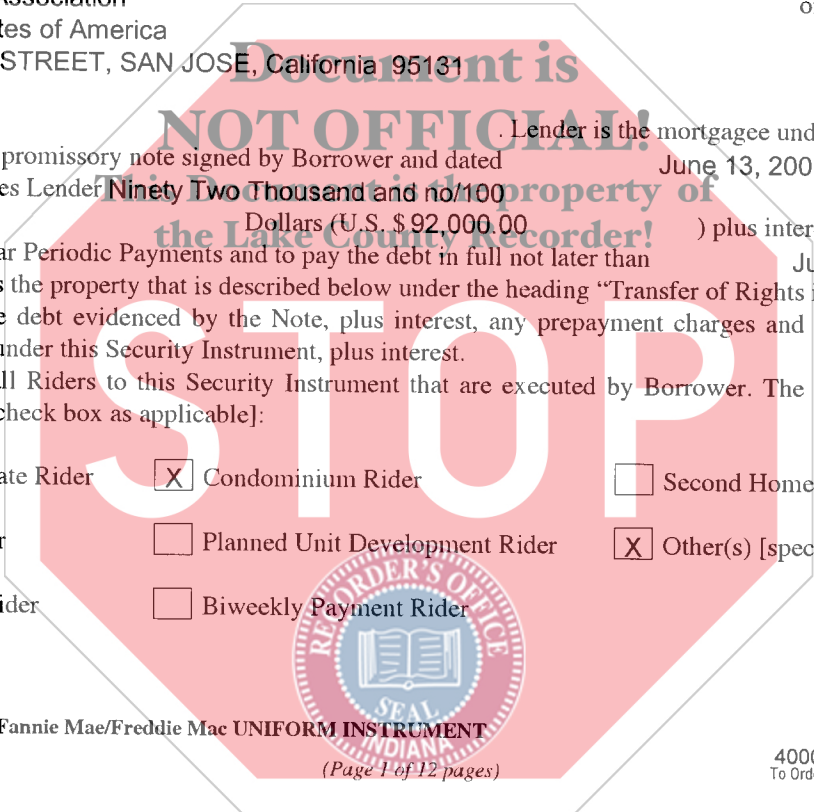 Association
tes of America
STREET, SAN JOSE, California 95131
Document is
NOT OFFICIAL!
. Lender is the mortgagee und
promissory note signed by Borrower and dated June 13, 200
es Lender Ninety Two Thousand and no/100
This Document is the property of
Dollars (U.S. $ 92,000.00 ) plus inter
the Lake County Recorder!
ar Periodic Payments and to pay the debt in full not later than Ju
s the property that is described below under the heading “Transfer of Rights i
e debt evidenced by the Note, plus interest, any prepayment charges and
under this Security Instrument, plus interest.
ll Riders to this Security Instrument that are executed by Borrower. The
check box as applicable]:
STOP
ate Rider X Condominium Rider Second Home
r Planned Unit Development Rider X Other(s) [spec
ider Biweekly Payment Rider
RECORDER'S OFFICE
SEAL
INDIANA
Fannie Mae/Freddie Mac UNIFORM INSTRUMENT
(Page 1 of 12 pages)
400
To Ord